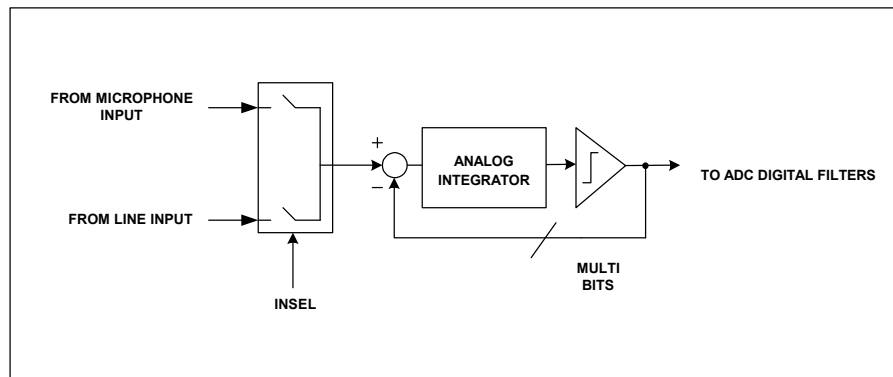 FROM MICROPHONE
INPUT
+
−
ANALOG
INTEGRATOR
TO ADC DIGITAL FILTERS
FROM LINE INPUT
MULTI
BITS
INSEL